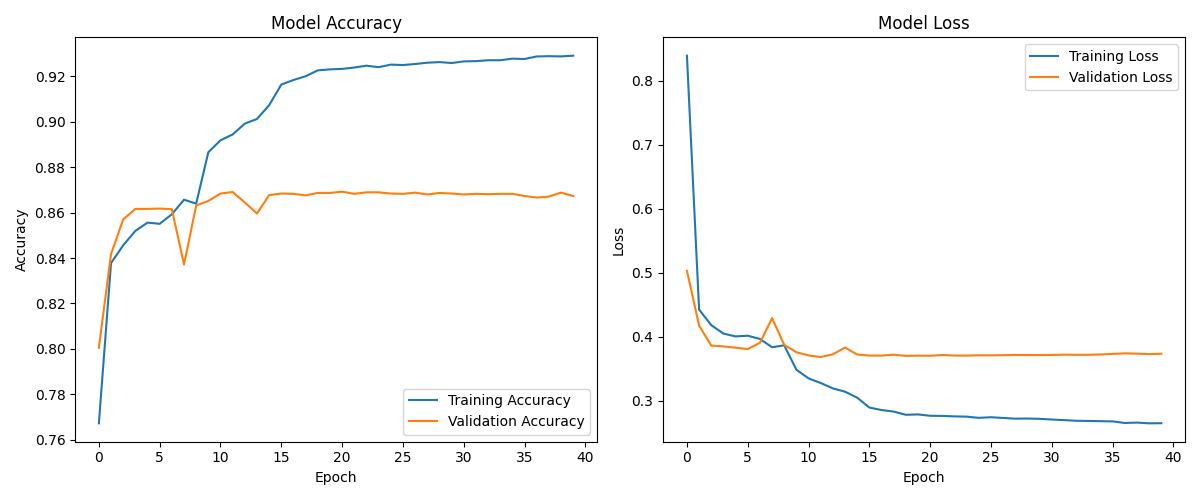 Model Accuracy
Accuracy
0.92
0.90
0.88
0.86
0.84
0.82
0.80
0.78
0.76
0 5 10 15 20 25 30 35 40
Epoch
Training Accuracy
Validation Accuracy
Model Loss
Loss
0.8
0.7
0.6
0.5
0.4
0.3
0 5 10 15 20 25 30 35 40
Epoch
Training Loss
Validation Loss